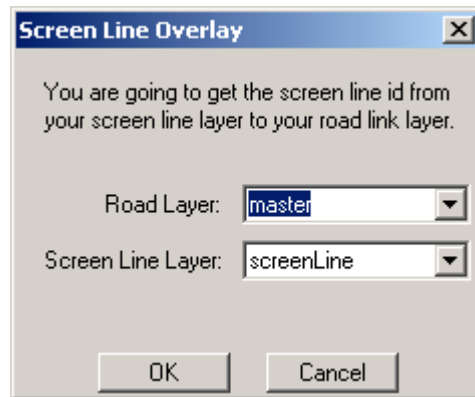 Screen Line Overlay
You are going to get the screen line id from
your screen line layer to your road link layer.
Road Layer: master
Screen Line Layer: screenLine
OK Cancel